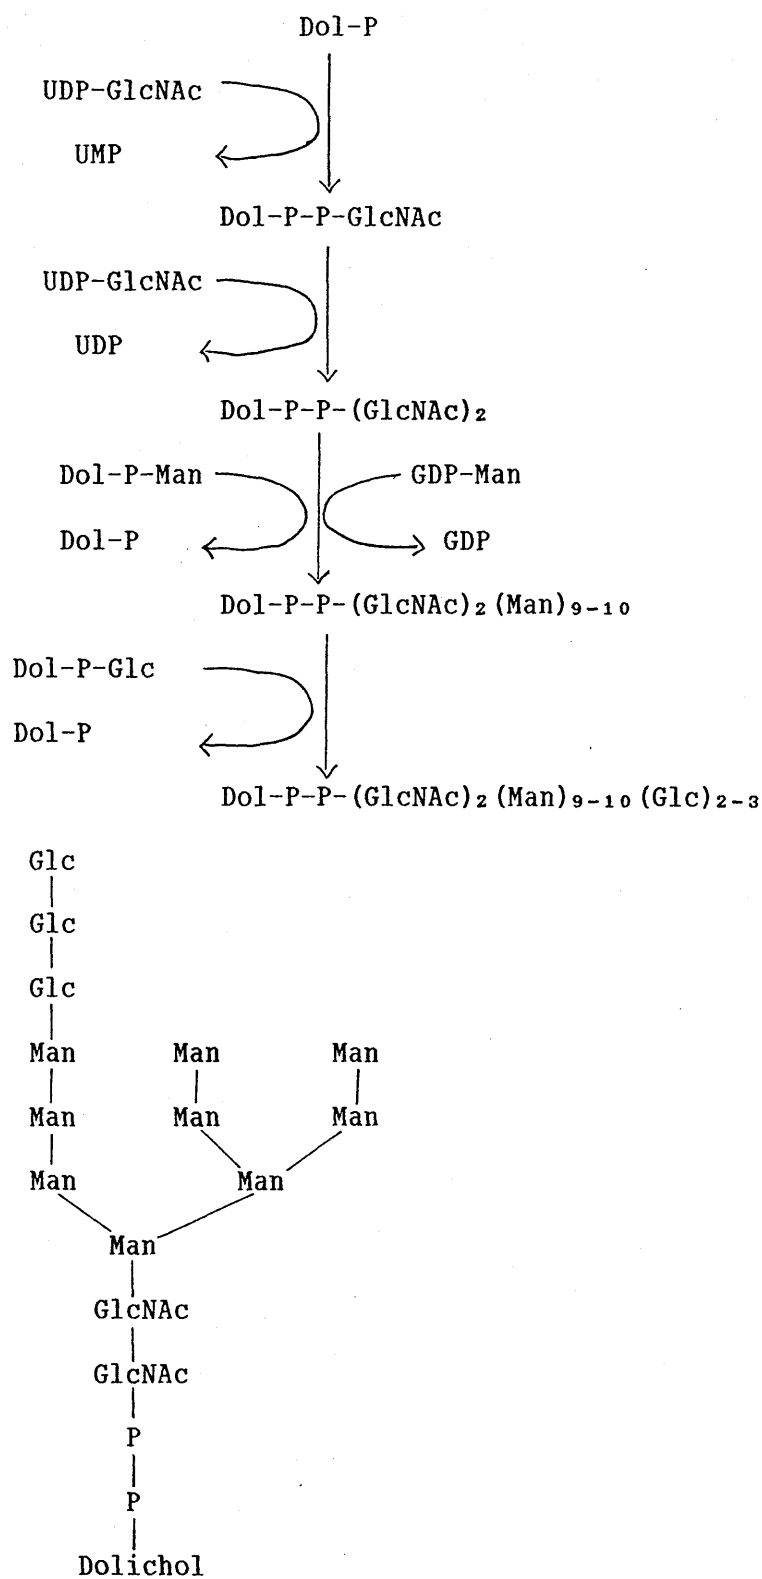 Dol-P
UDP-GlcNAc
UMP
Dol-P-P-GlcNAc
UDP-GlcNAc
UDP
Dol-P-P-(GlcNAc)₂
Dol-P-Man GDP-Man
Dol-P GDP
Dol-P-P-(GlcNAc)₂(Man)₉₋₁₀
Dol-P-Glc
Dol-P
Dol-P-P-(GlcNAc)₂(Man)₉₋₁₀(Glc)₂₋₃
Glc
Glc
Glc
Man Man Man
Man Man Man
Man Man
Man
GlcNAc
GlcNAc
P
P
Dolichol